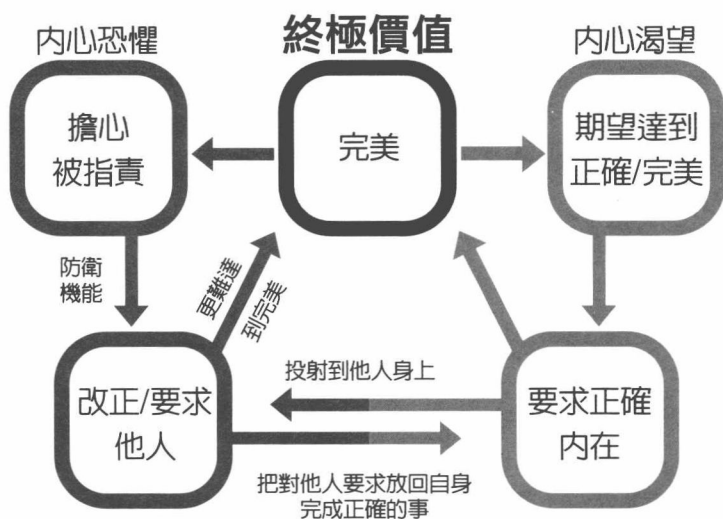 終極價值
內心恐懼
內心渴望
擔心
被指責
完美
期望達到
正確/完美
防衛
機能
更難達
到完美
改正/要求
他人
投射到他人身上
要求正確
內在
把對他人要求放回自身
完成正確的事